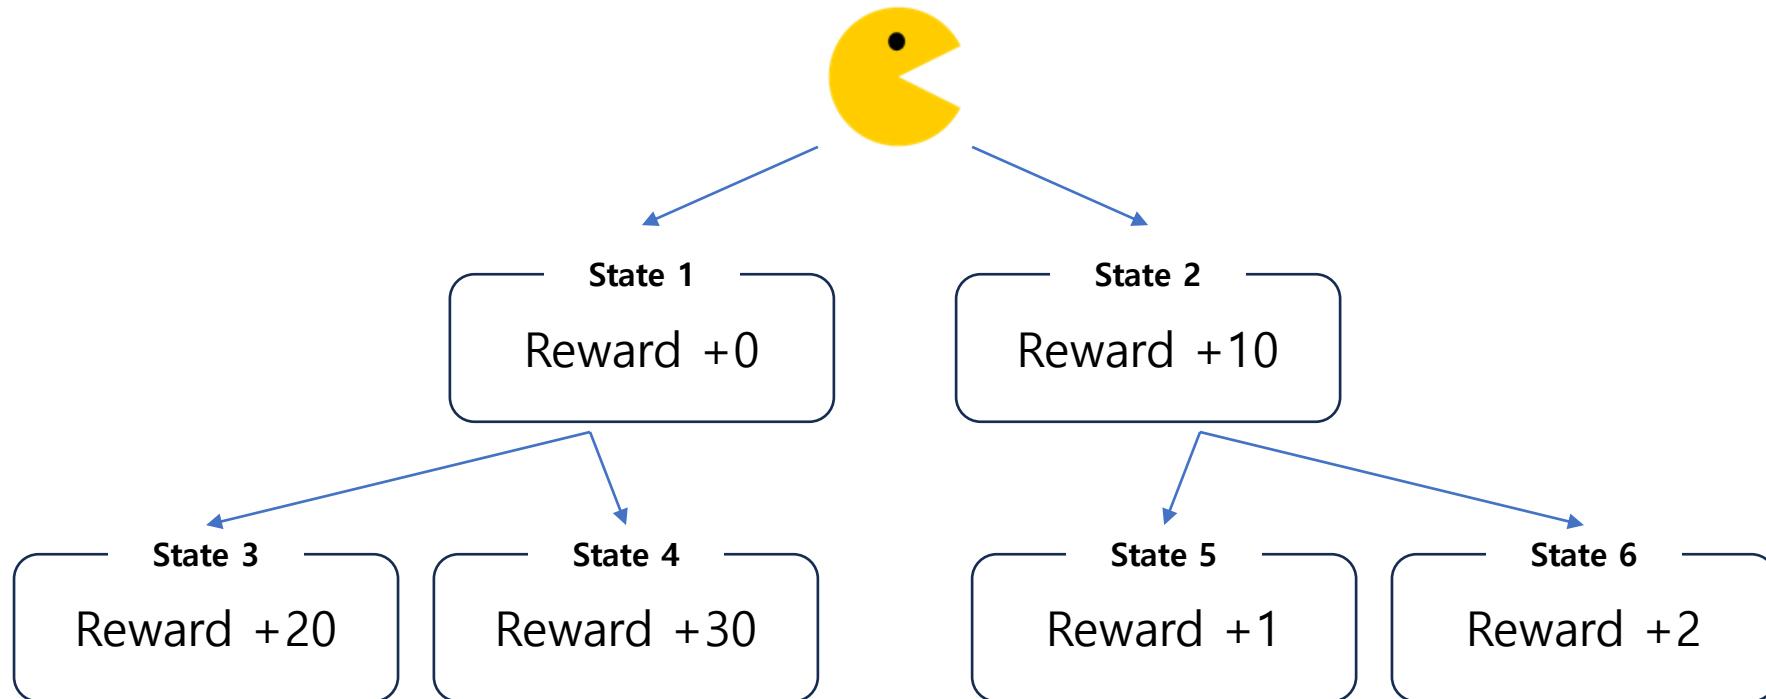 State 1
Reward +0
State 2
Reward +10
State 3
Reward +20
State 4
Reward +30
State 5
Reward +1
State 6
Reward +2